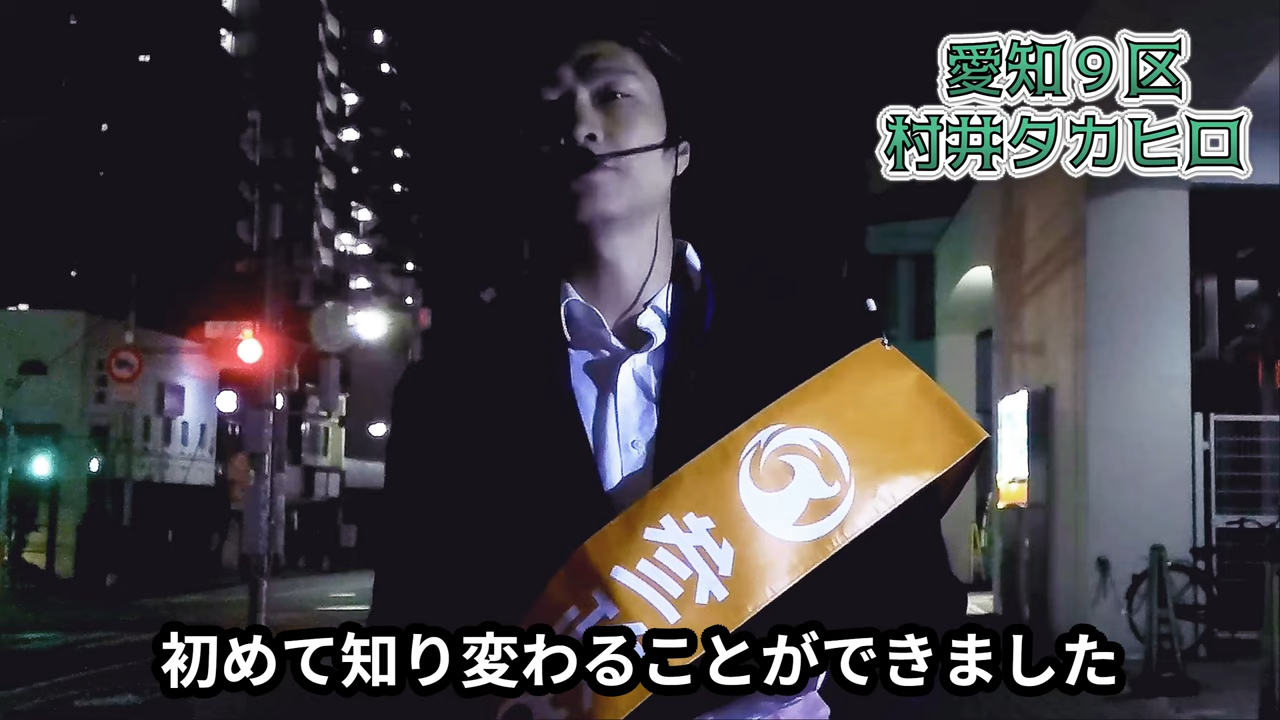 愛知9区
村井タカヒロ
参
初めて知り変わることができました